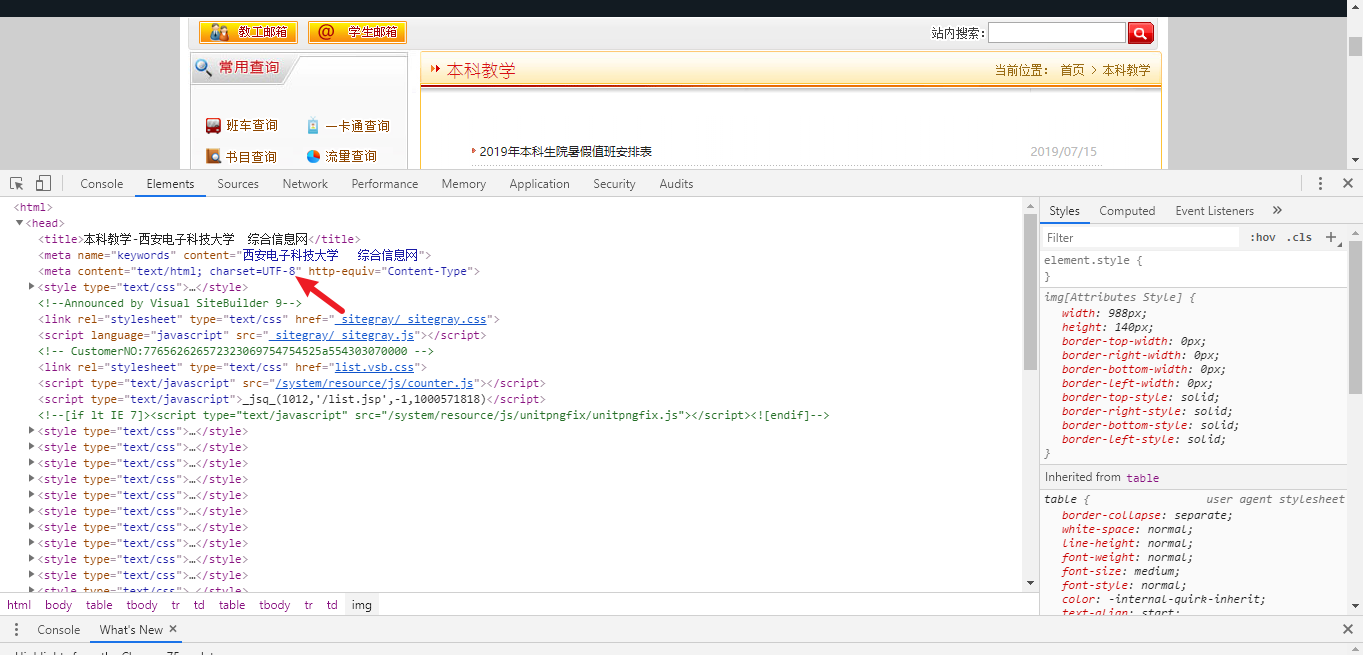 教工邮箱 @ 学生邮箱 站内搜索:
常用查询
本科教学 当前位置: 首页 > 本科教学
班车查询 一卡通查询
书目查询 流量查询
2019年本科生院暑假值班安排表 2019/07/15
Console Elements Sources Network Performance Memory Application Security Audits
<html>
<head>
<title>本科教学-西安电子科技大学 综合信息网</title>
<meta name="keywords" content="西安电子科技大学 综合信息网">
<meta content="text/html; charset=UTF-8" http-equiv="Content-Type">
<style type="text/css">…</style>
<!--Announced by Visual SiteBuilder 9-->
<link rel="stylesheet" type="text/css" href="_sitegray/_sitegray.css">
<script language="javascript" src="_sitegray/_sitegray.js"></script>
<!-- CustomerNO:776562626572323069754754525a554303070000 -->
<link rel="stylesheet" type="text/css" href="list.vsb.css">
<script type="text/javascript" src="/system/resource/js/counter.js"></script>
<script type="text/javascript">_jsq_(1012,'/list.jsp',-1,1000571818)</script>
<!--[if lt IE 7]><script type="text/javascript" src="/system/resource/js/unitpngfix/unitpngfix.js"></script><![endif]-->
<style type="text/css">…</style>
<style type="text/css">…</style>
<style type="text/css">…</style>
<style type="text/css">…</style>
<style type="text/css">…</style>
<style type="text/css">…</style>
<style type="text/css">…</style>
<style type="text/css">…</style>
<style type="text/css">…</style>
<style type="text/css">…</style>
<style type="text/css">…</style>
html body table tbody tr td table tbody tr td img
Styles Computed Event Listeners »
Filter :hov .cls +
element.style {
}
img[Attributes Style] {
width: 988px;
height: 140px;
border-top-width: 0px;
border-right-width: 0px;
border-bottom-width: 0px;
border-left-width: 0px;
border-top-style: solid;
border-right-style: solid;
border-bottom-style: solid;
border-left-style: solid;
}
Inherited from table
table { user agent stylesheet
border-collapse: separate;
white-space: normal;
line-height: normal;
font-weight: normal;
font-size: medium;
font-style: normal;
color: -internal-quirk-inherit;
text-align: start;
Console What's New ×
Highlights from the Chrome 75 update